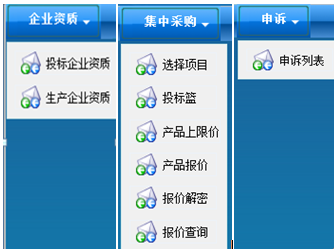 企业资质
投标企业资质
生产企业资质
集中采购
选择项目
投标篮
产品上限价
产品报价
报价解密
报价查询
申诉
申诉列表